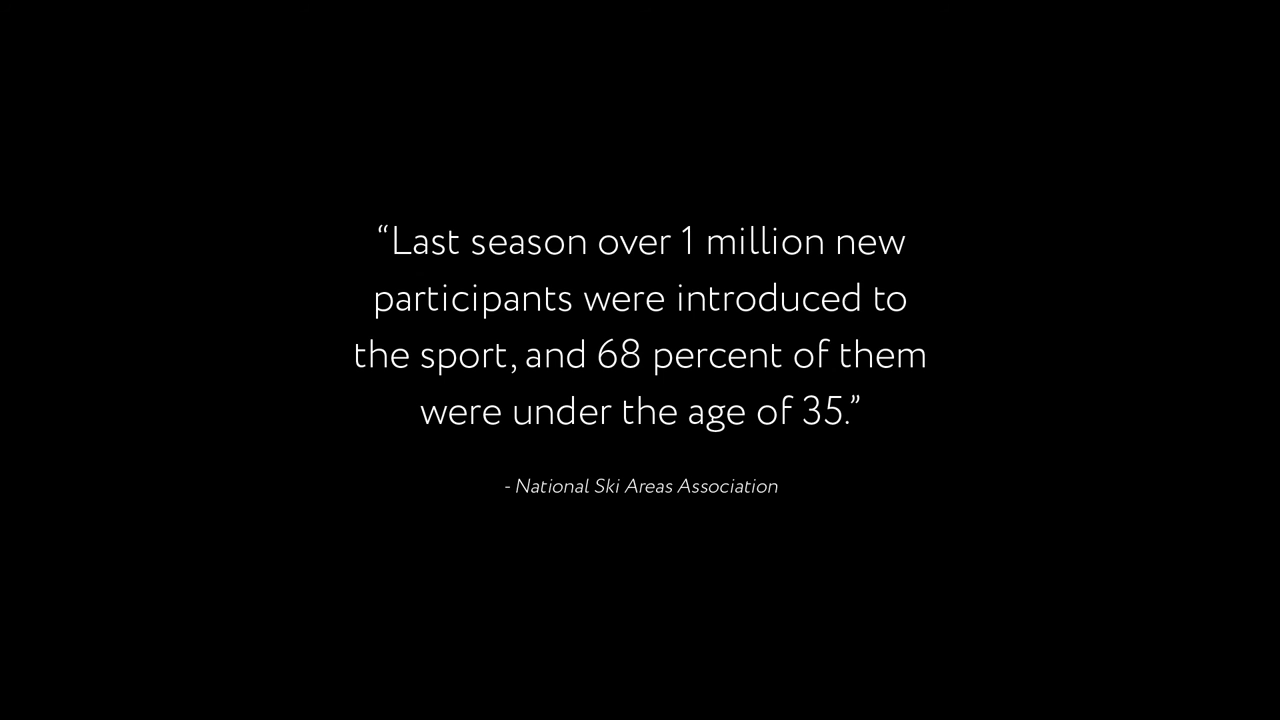 “Last season over 1 million new
participants were introduced to
the sport, and 68 percent of them
were under the age of 35.”
- National Ski Areas Association